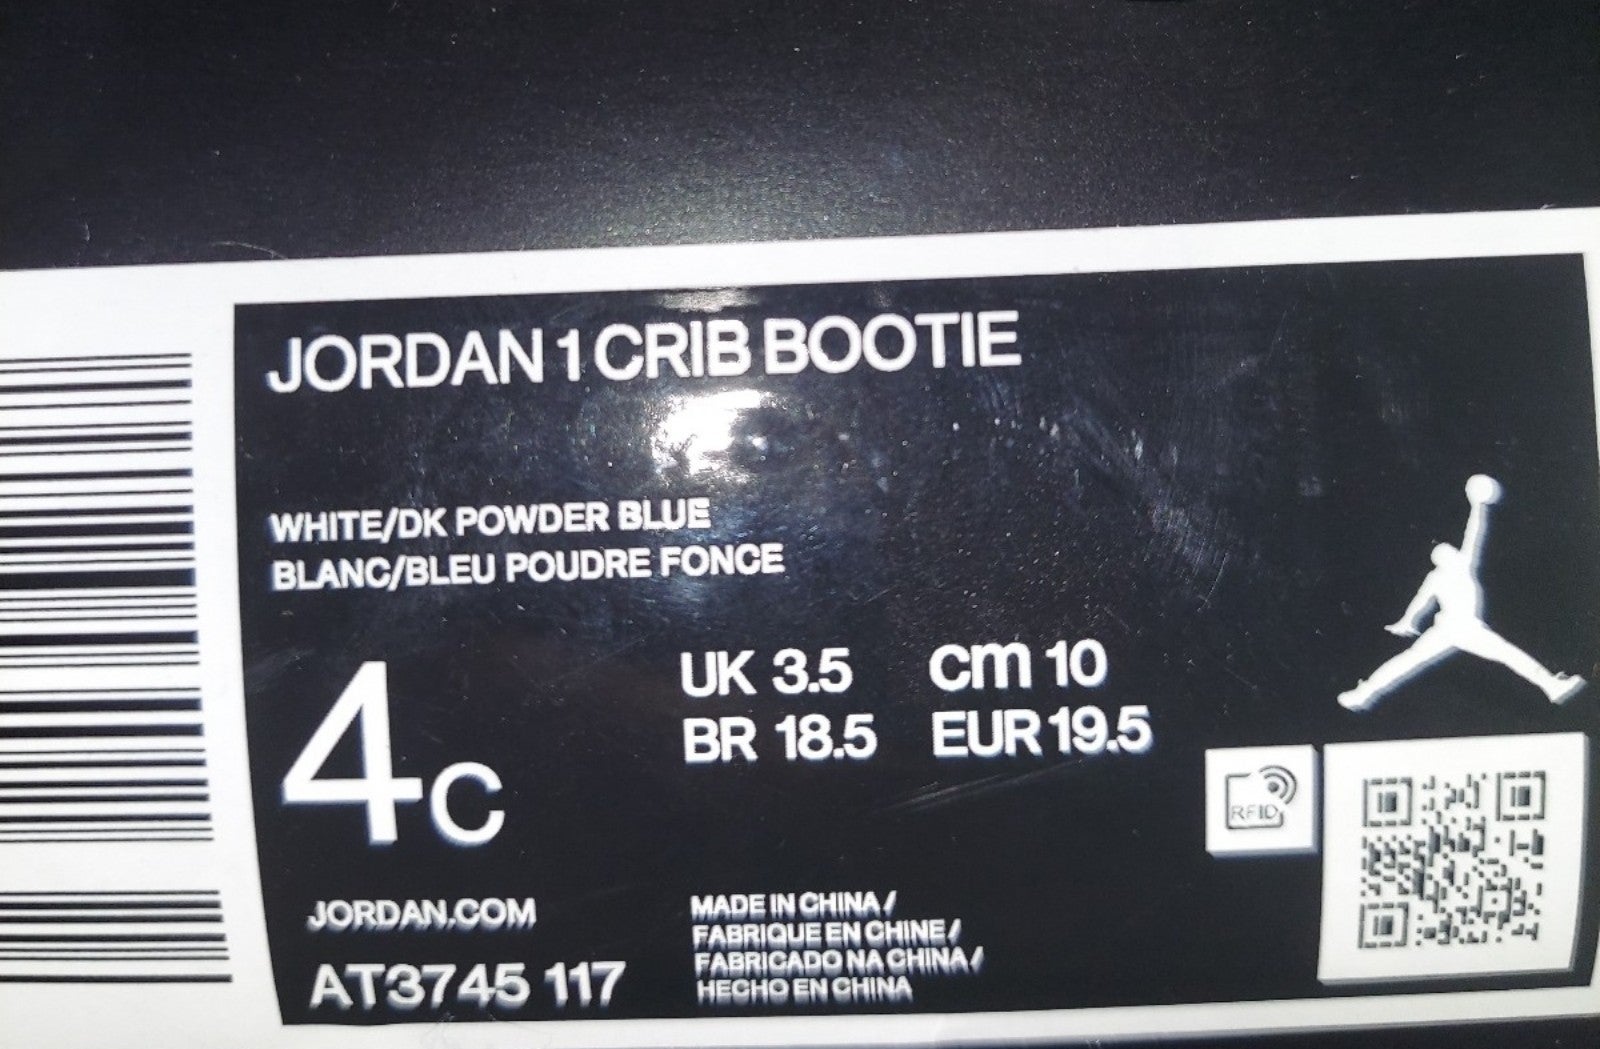 JORDAN 1 CRIB BOOTIE
WHITE/DK POWDER BLUE
BLANC/BLEU POUDRE FONCE
4C
UK 3.5 cm 10
BR 18.5 EUR 19.5
RFID
JORDAN.COM
AT3745 117
MADE IN CHINA /
FABRIQUE EN CHINE /
FABRICADO NA CHINA /
HECHO EN CHINA